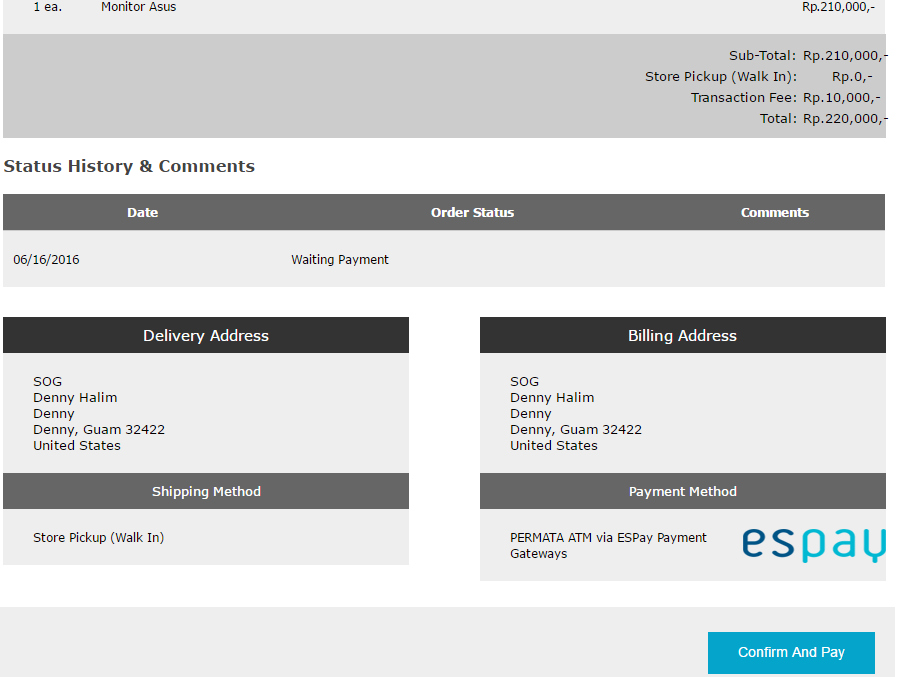 1 ea. Monitor Asus Rp.210,000,-
Sub-Total: Rp.210,000,-
Store Pickup (Walk In): Rp.0,-
Transaction Fee: Rp.10,000,-
Total: Rp.220,000,-
Status History & Comments
Date Order Status Comments
06/16/2016 Waiting Payment
Delivery Address
SOG
Denny Halim
Denny
Denny, Guam 32422
United States
Shipping Method
Store Pickup (Walk In)
Billing Address
SOG
Denny Halim
Denny
Denny, Guam 32422
United States
Payment Method
PERMATA ATM via ESPay Payment
Gateways
espay
Confirm And Pay